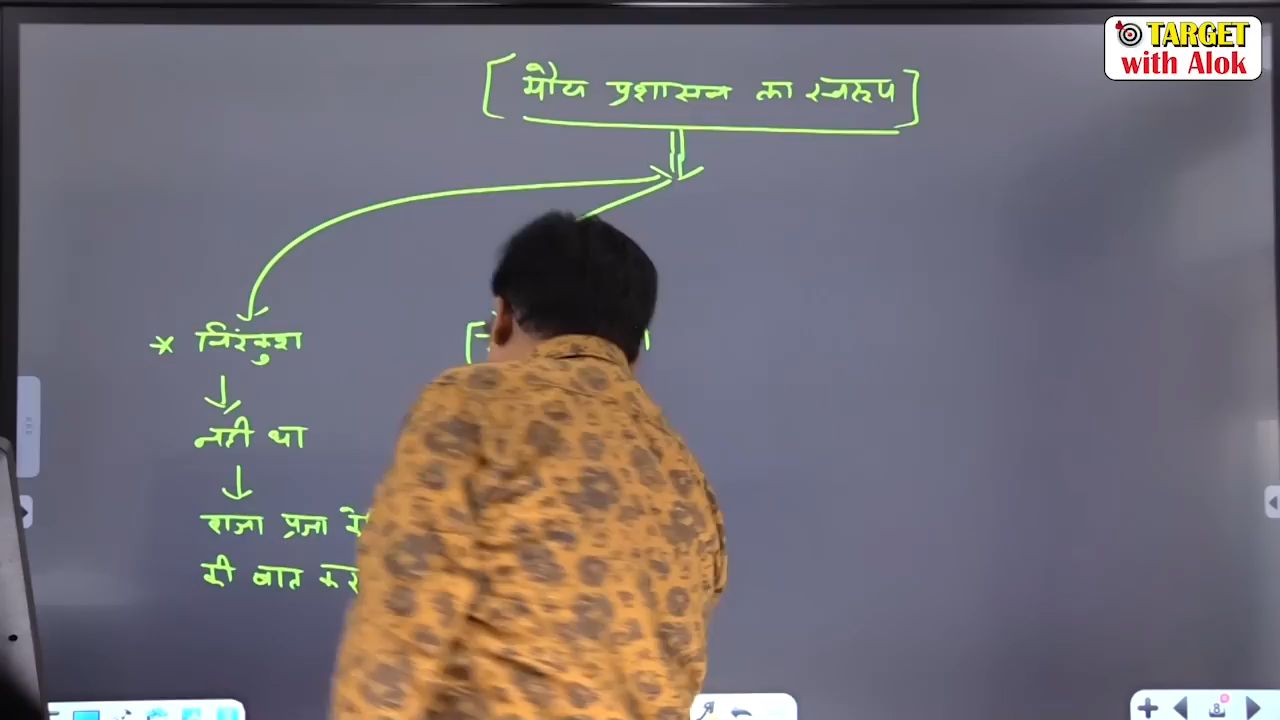 TARGET
with Alok
[ मौय प्रशासन का स्वरूप ]
* निरंकुश
नही था
राजा प्रजा
की बात